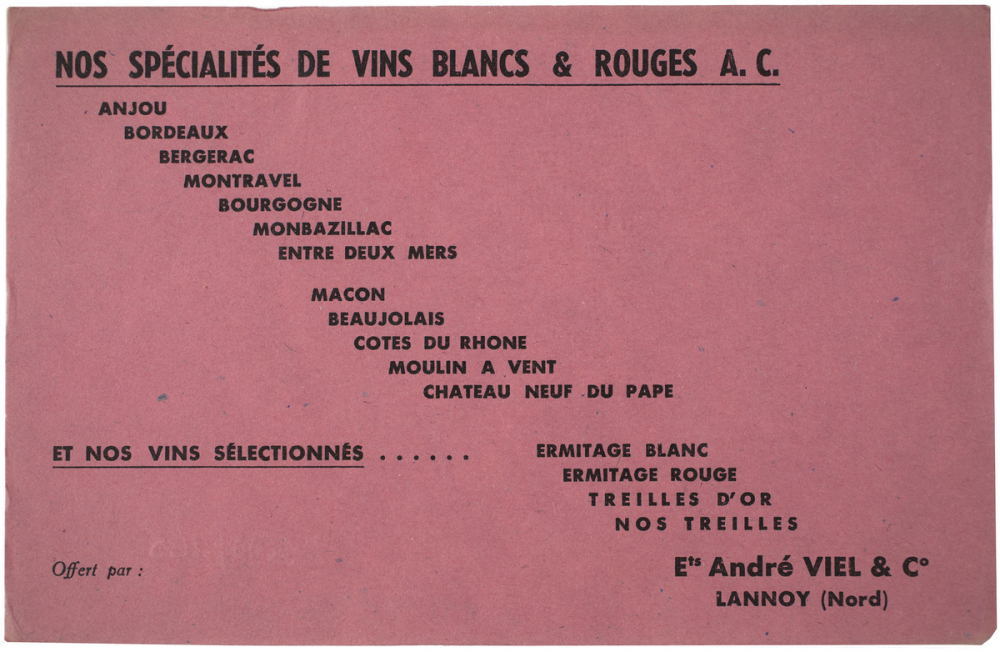 NOS SPÉCIALITÉS DE VINS BLANCS & ROUGES A. C.
ANJOU
BORDEAUX
BERGERAC
MONTRAVEL
BOURGOGNE
MONBAZILLAC
ENTRE DEUX MERS
MACON
BEAUJOLAIS
COTES DU RHONE
MOULIN A VENT
CHATEAU NEUF DU PAPE
ET NOS VINS SÉLECTIONNÉS ......
ERMITAGE BLANC
ERMITAGE ROUGE
TREILLES D'OR
NOS TREILLES
Offert par :
Ets André VIEL & Co
LANNOY (Nord)